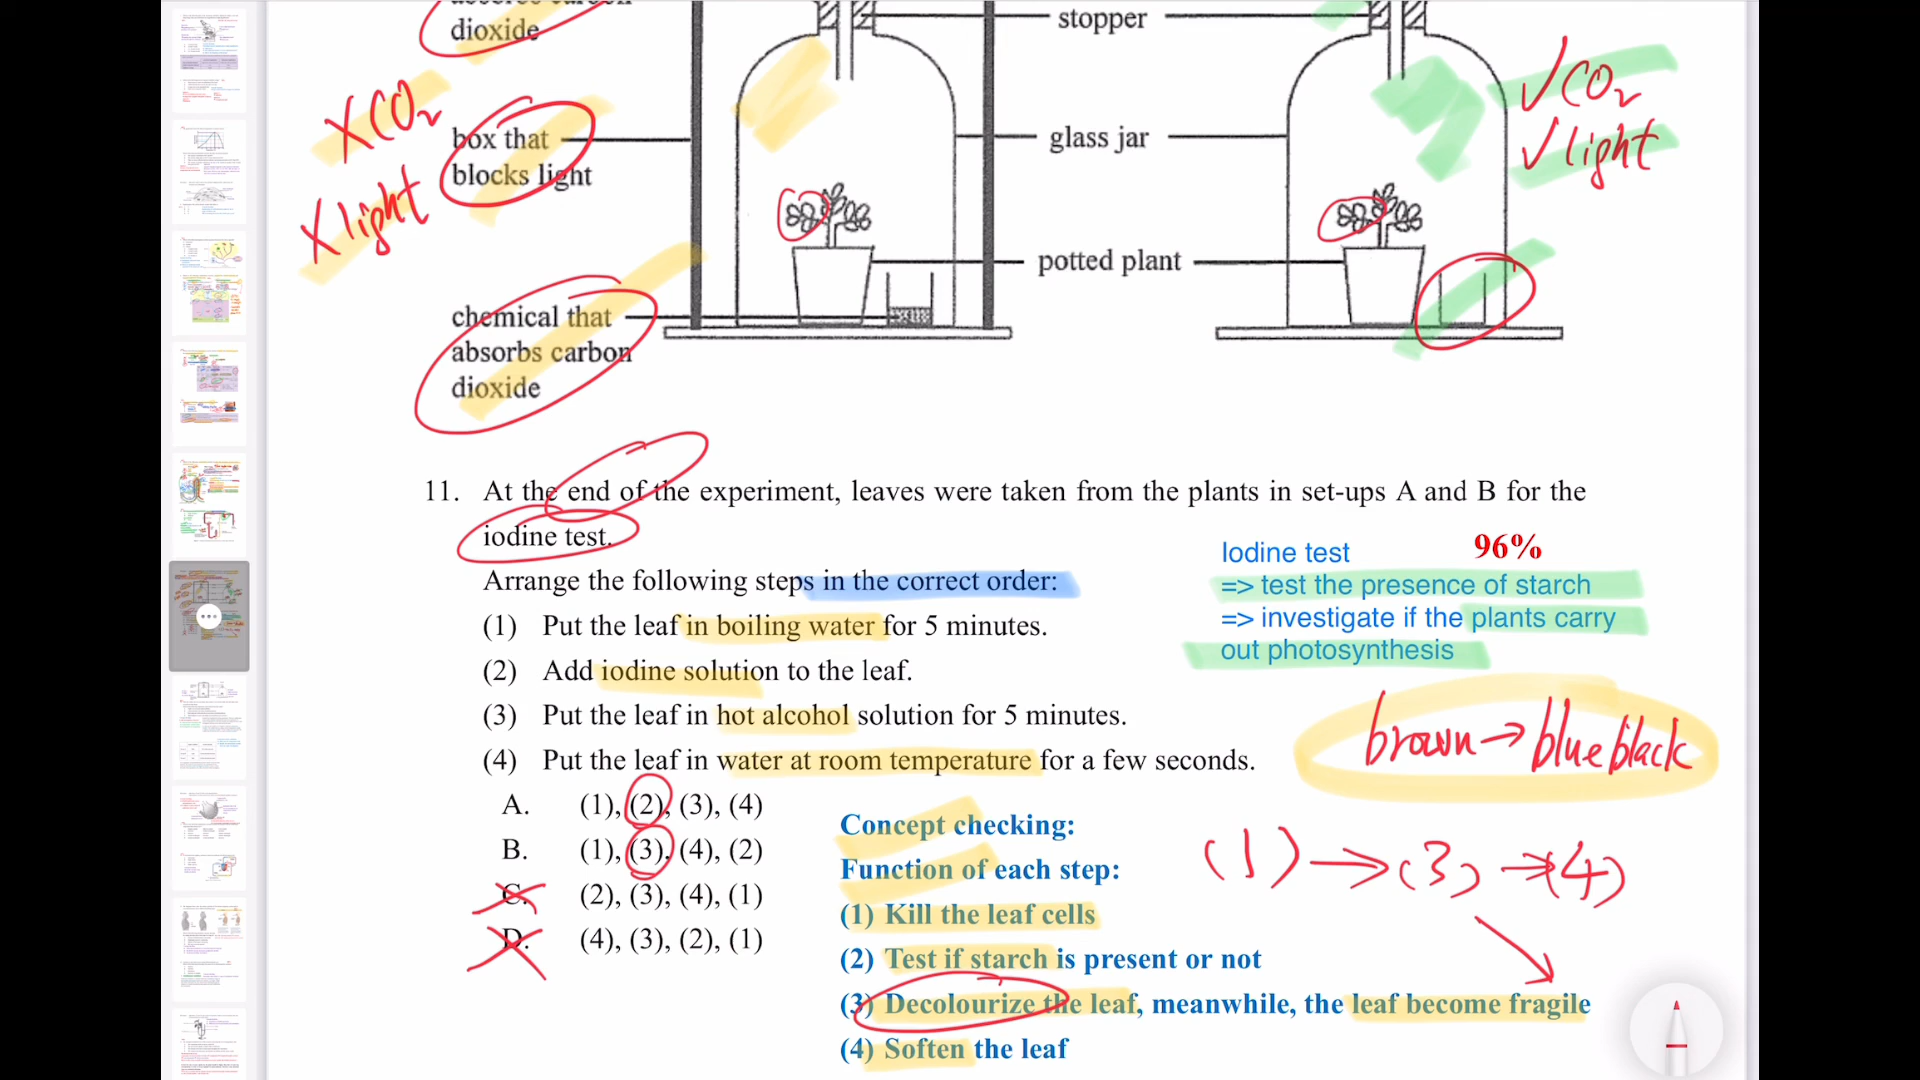 dioxide
stopper
XCO₂
box that
blocks light
X light
glass jar
✓CO₂
✓light
potted plant
chemical that
absorbs carbon
dioxide
11. At the end of the experiment, leaves were taken from the plants in set-ups A and B for the
iodine test.
Iodine test 96%
=> test the presence of starch
=> investigate if the plants carry
out photosynthesis
Arrange the following steps in the correct order:
(1) Put the leaf in boiling water for 5 minutes.
(2) Add iodine solution to the leaf.
(3) Put the leaf in hot alcohol solution for 5 minutes.
(4) Put the leaf in water at room temperature for a few seconds.
brown→blue black
A. (1), (2), (3), (4)
B. (1), (3), (4), (2)
C. (2), (3), (4), (1)
D. (4), (3), (2), (1)
Concept checking:
Function of each step:
(1) Kill the leaf cells
(2) Test if starch is present or not
(3) Decolourize the leaf, meanwhile, the leaf become fragile
(4) Soften the leaf
(1)→(3)→(4)